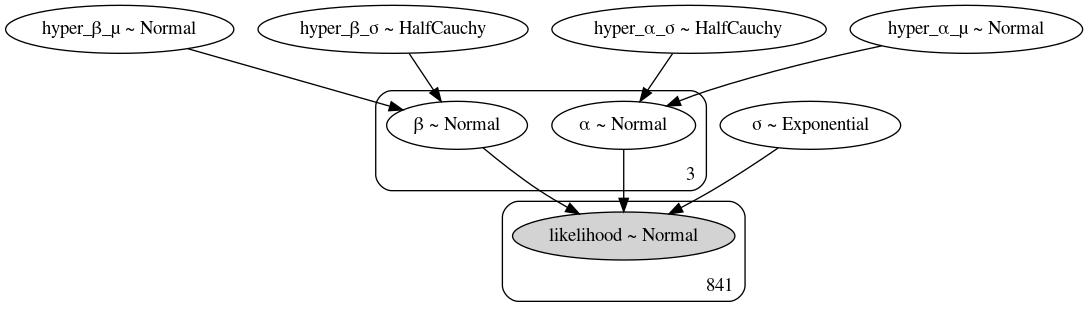 hyper_β_μ ~ Normal
hyper_β_σ ~ HalfCauchy
hyper_α_σ ~ HalfCauchy
hyper_α_μ ~ Normal
β ~ Normal
α ~ Normal
σ ~ Exponential
3
likelihood ~ Normal
841